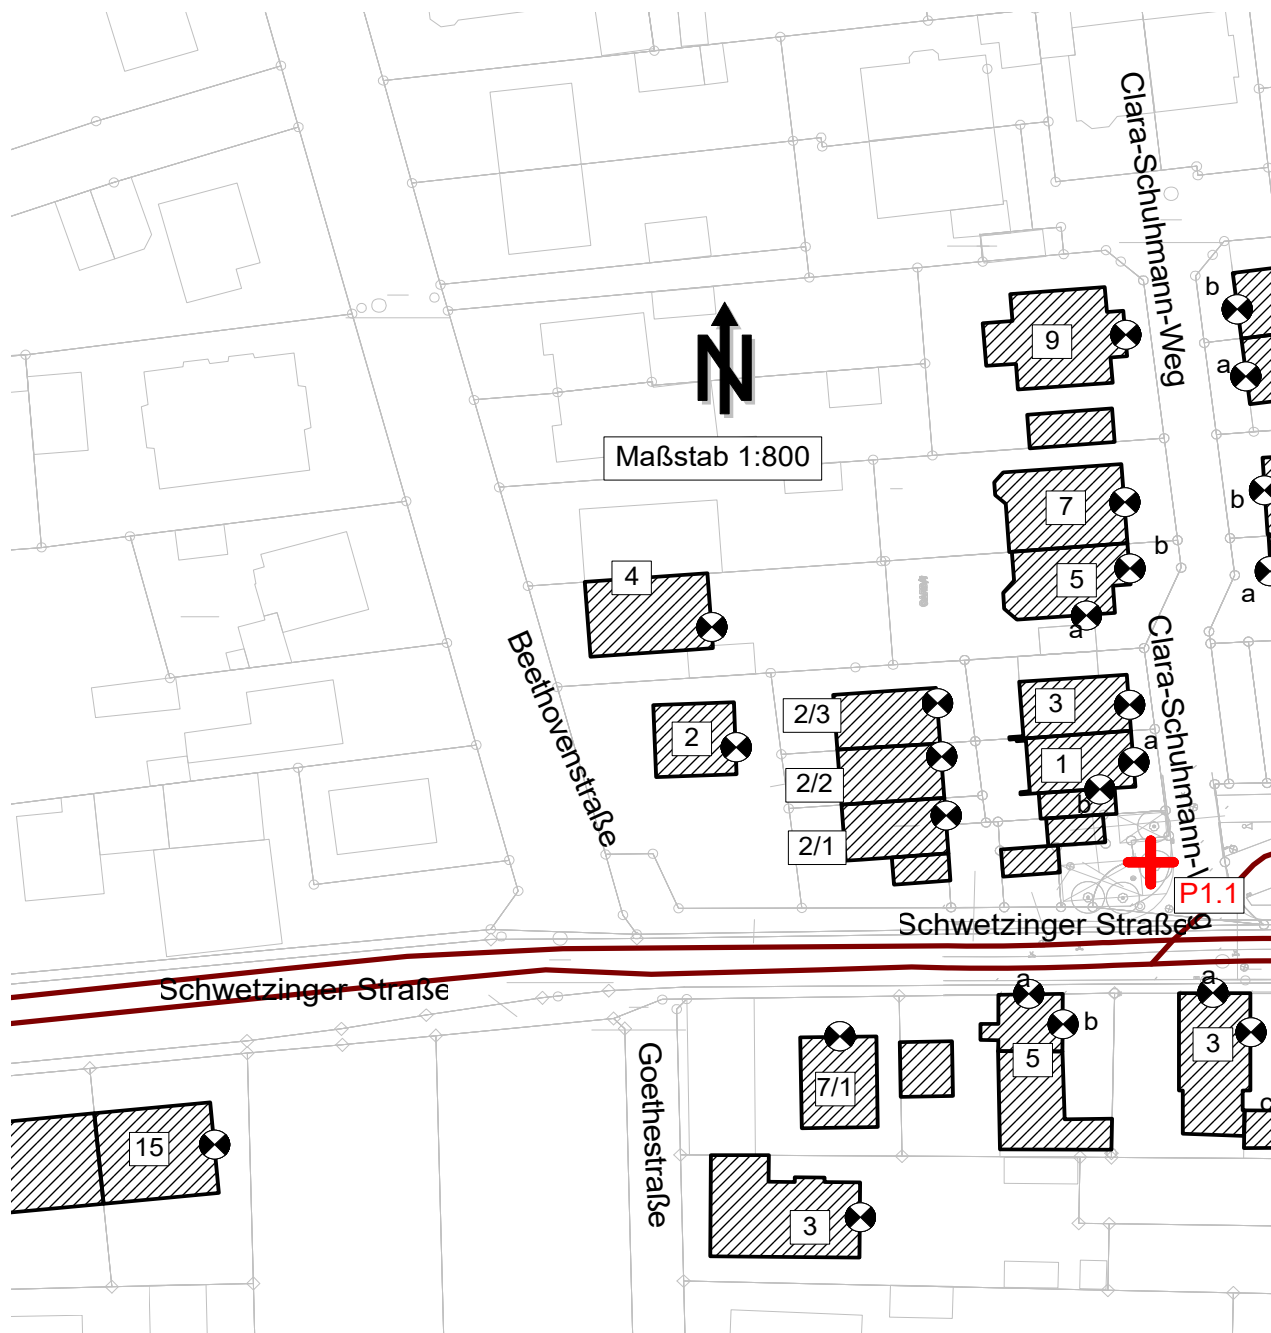 Clara-Schuhmann-Weg
b
9
a
Maßstab 1:800
7
b
b
4
5
a
a
Beethovenstraße
Clara-Schuhmann-W
3
2/3
2
a
1
2/2
b
2/1
P1.1
Schwetzinger Straße
Schwetzinger Straße
a
a
b
5
3
Goethestraße
7/1
c
15
3